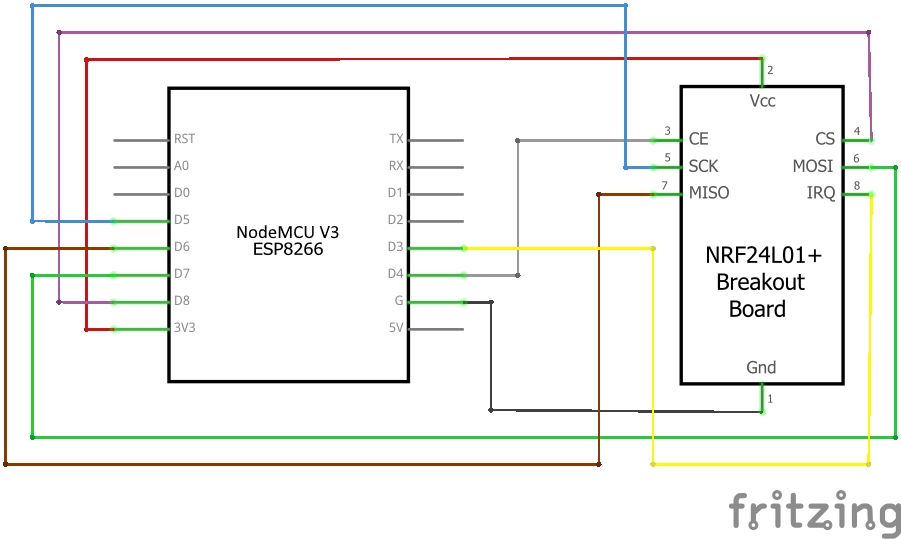 2
Vcc
RST
TX
3
CE
CS
4
A0
RX
5
SCK
MOSI
6
D0
D1
7
MISO
IRQ
8
D5
D2
NodeMCU V3
ESP8266
D6
D3
D7
D4
D8
G
3V3
5V
NRF24L01+
Breakout
Board
Gnd
1
fritzing